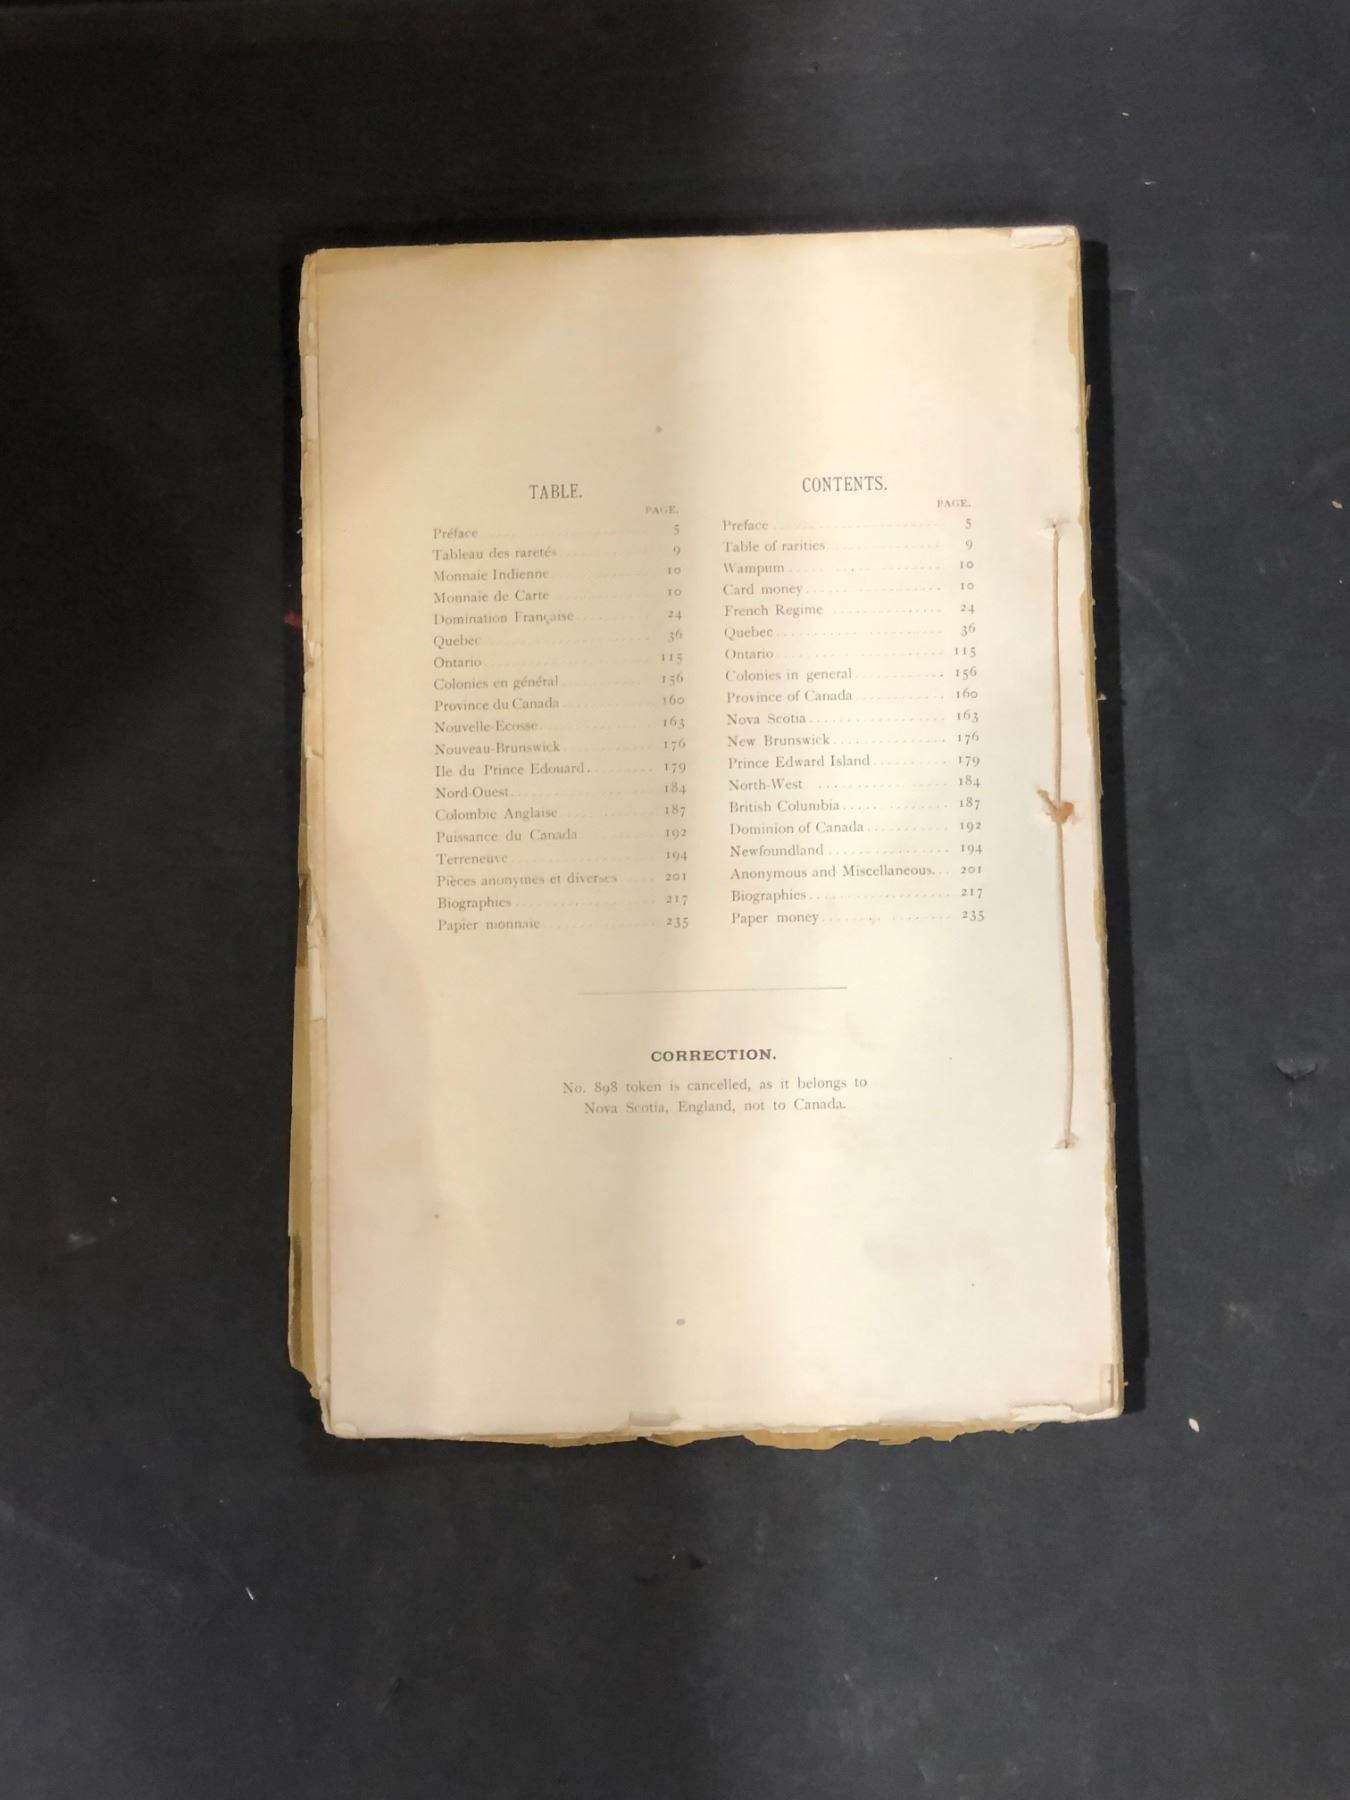 TABLE.
PAGE.
Préface 5
Tableau des raretés 9
Monnaie Indienne 10
Monnaie de Carte 10
Domination Française 24
Quebec 36
Ontario 115
Colonies en général 156
Province du Canada 160
Nouvelle-Ecosse 163
Nouveau-Brunswick 176
Ile du Prince Edouard 179
Nord-Ouest 184
Colombie Anglaise 187
Puissance du Canada 192
Terreneuve 194
Pièces anonymes et diverses 201
Biographies 217
Papier monnaie 235
CONTENTS.
PAGE.
Preface 5
Table of rarities 9
Wampum 10
Card money 10
French Regime 24
Quebec 36
Ontario 115
Colonies in general 156
Province of Canada 160
Nova Scotia 163
New Brunswick 176
Prince Edward Island 179
North-West 184
British Columbia 187
Dominion of Canada 192
Newfoundland 194
Anonymous and Miscellaneous 201
Biographies 217
Paper money 235
CORRECTION.
No. 898 token is cancelled, as it belongs to
Nova Scotia, England, not to Canada.